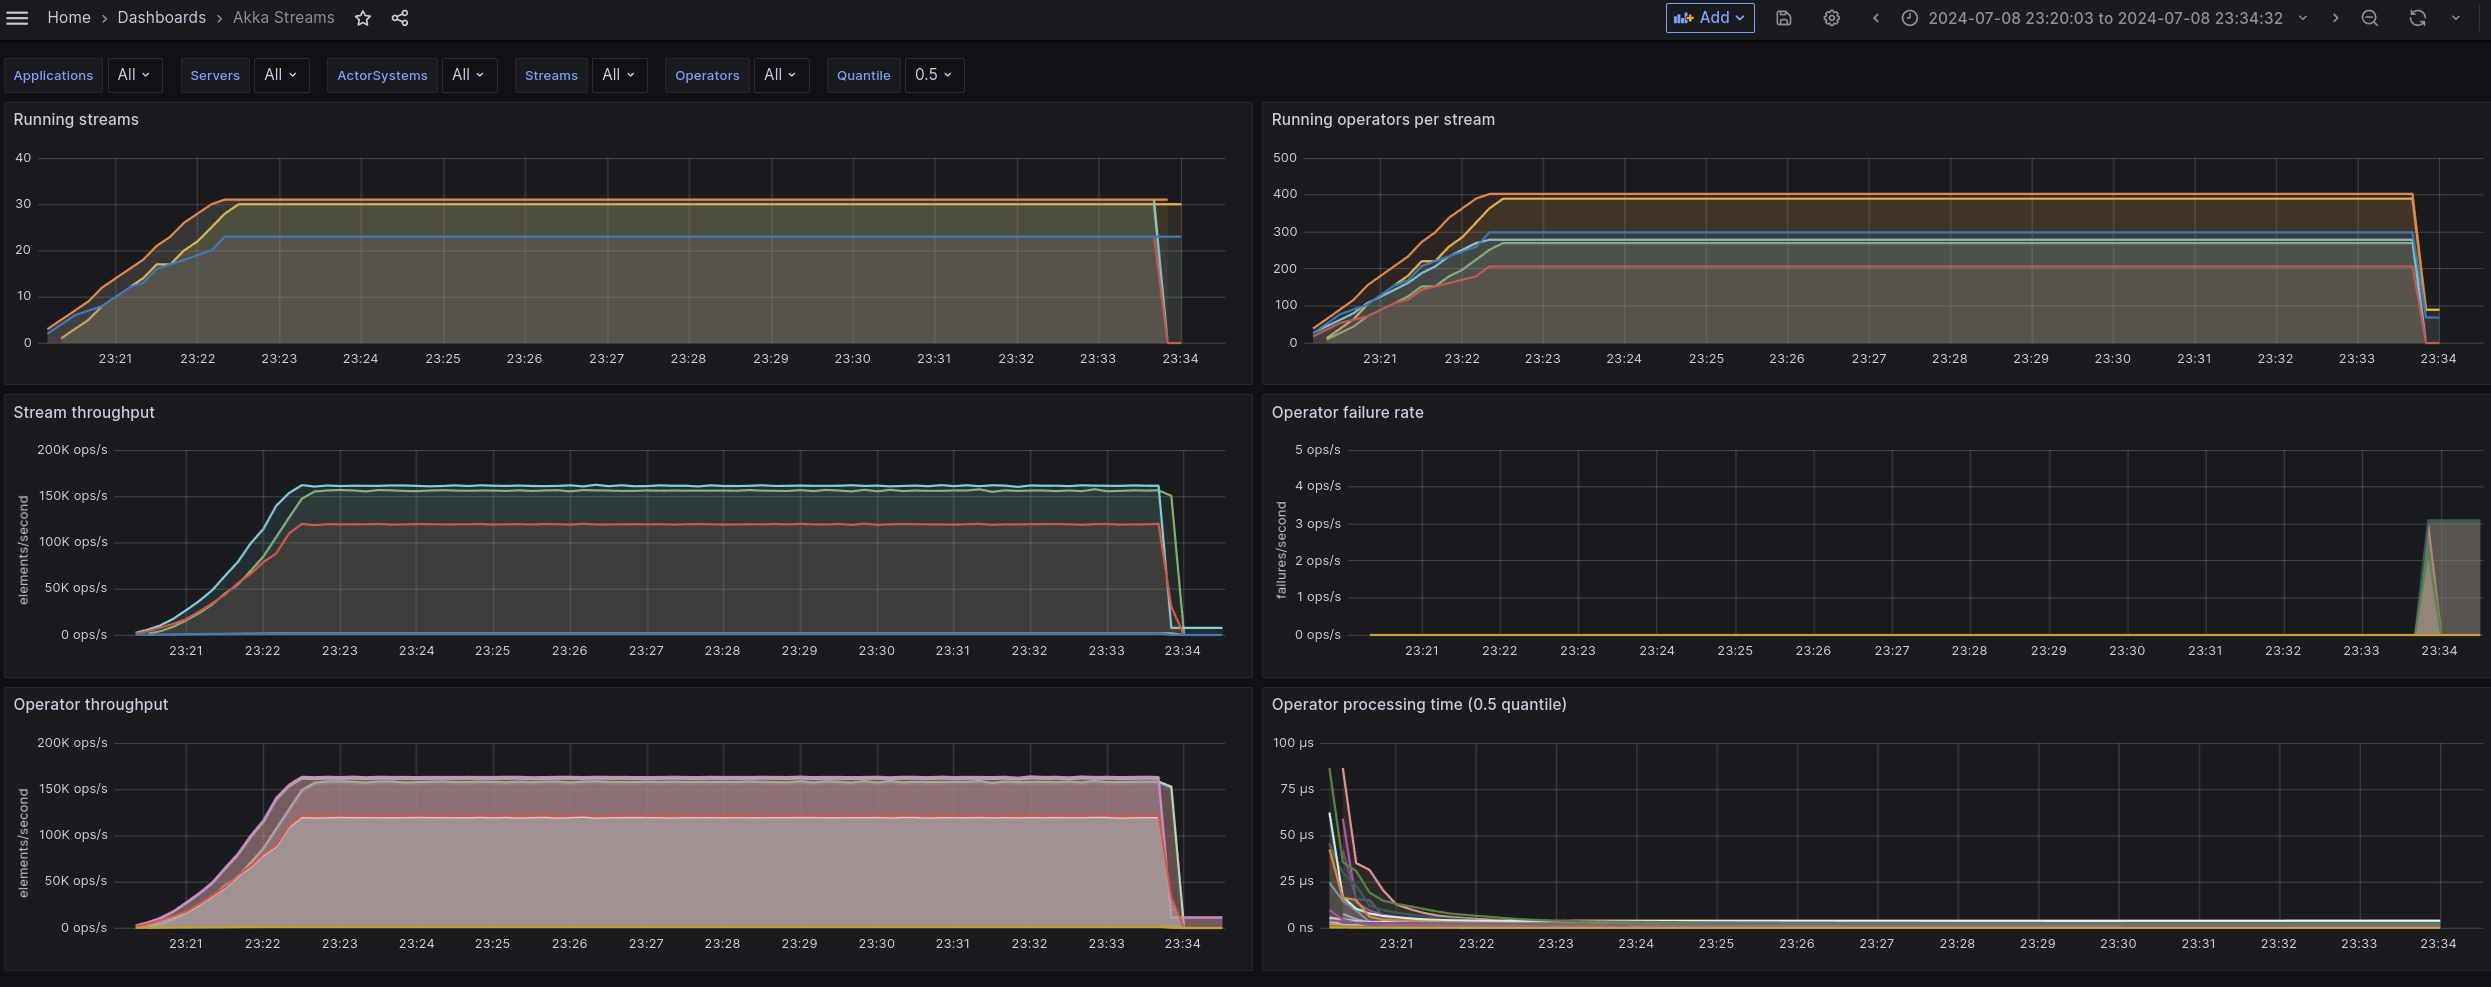 Home › Dashboards › Akka Streams
Add
2024-07-08 23:20:03 to 2024-07-08 23:34:32
Applications All Servers All ActorSystems All Streams All Operators All Quantile 0.5
Running streams
40
30
20
10
0
23:21 23:22 23:23 23:24 23:25 23:26 23:27 23:28 23:29 23:30 23:31 23:32 23:33 23:34
Running operators per stream
500
400
300
200
100
0
23:21 23:22 23:23 23:24 23:25 23:26 23:27 23:28 23:29 23:30 23:31 23:32 23:33 23:34
Stream throughput
elements/second
200K ops/s
150K ops/s
100K ops/s
50K ops/s
0 ops/s
23:21 23:22 23:23 23:24 23:25 23:26 23:27 23:28 23:29 23:30 23:31 23:32 23:33 23:34
Operator failure rate
failures/second
5 ops/s
4 ops/s
3 ops/s
2 ops/s
1 ops/s
0 ops/s
23:21 23:22 23:23 23:24 23:25 23:26 23:27 23:28 23:29 23:30 23:31 23:32 23:33 23:34
Operator throughput
elements/second
200K ops/s
150K ops/s
100K ops/s
50K ops/s
0 ops/s
23:21 23:22 23:23 23:24 23:25 23:26 23:27 23:28 23:29 23:30 23:31 23:32 23:33 23:34
Operator processing time (0.5 quantile)
100 µs
75 µs
50 µs
25 µs
0 ns
23:21 23:22 23:23 23:24 23:25 23:26 23:27 23:28 23:29 23:30 23:31 23:32 23:33 23:34